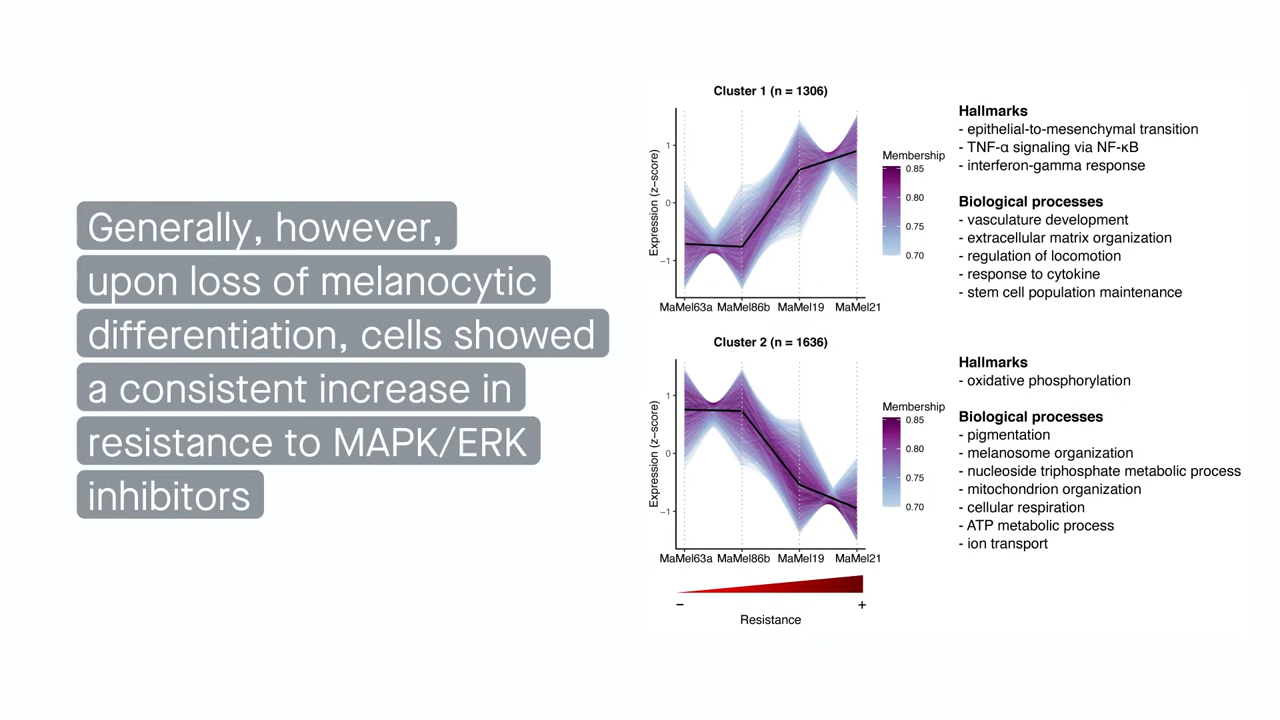 Generally, however,
upon loss of melanocytic
differentiation, cells showed
a consistent increase in
resistance to MAPK/ERK
inhibitors
Cluster 1 (n = 1306)
Expression (z−score)
1
0
−1
MaMel63a MaMel86b MaMel19 MaMel21
Membership
0.85
0.80
0.75
0.70
Hallmarks
- epithelial-to-mesenchymal transition
- TNF-α signaling via NF-κB
- interferon-gamma response
Biological processes
- vasculature development
- extracellular matrix organization
- regulation of locomotion
- response to cytokine
- stem cell population maintenance
Cluster 2 (n = 1636)
Expression (z−score)
1
0
−1
MaMel63a MaMel86b MaMel19 MaMel21
Membership
0.85
0.80
0.75
0.70
Hallmarks
- oxidative phosphorylation
Biological processes
- pigmentation
- melanosome organization
- nucleoside triphosphate metabolic process
- mitochondrion organization
- cellular respiration
- ATP metabolic process
- ion transport
− +
Resistance